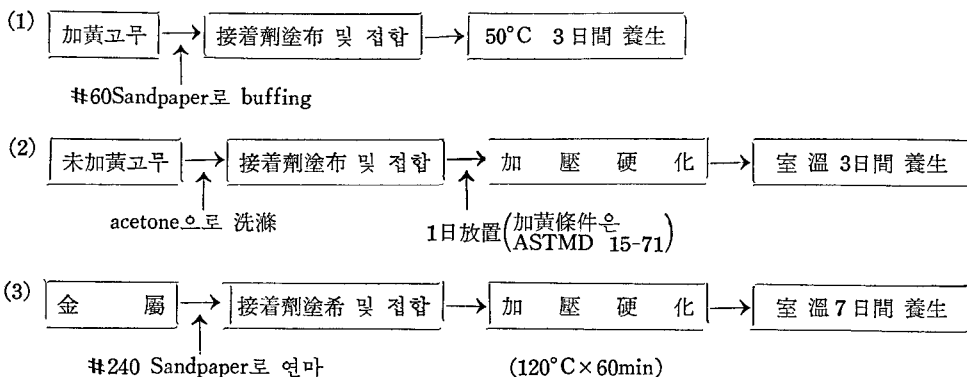 (1) 加黃고무 → 接着劑塗布 및 접합 → 50°C 3日間 養生
#60Sandpaper로 buffing
(2) 未加黃고무 → 接着劑塗布 및 접합 → 加壓硬化 → 室溫 3日間 養生
acetone으로 洗滌
1日放置(加黃條件은
ASTMD 15-71)
(3) 金屬 → 接着劑塗希 및 접합 → 加壓硬化 → 室溫7日間 養生
#240 Sandpaper로 연마
(120°C×60min)